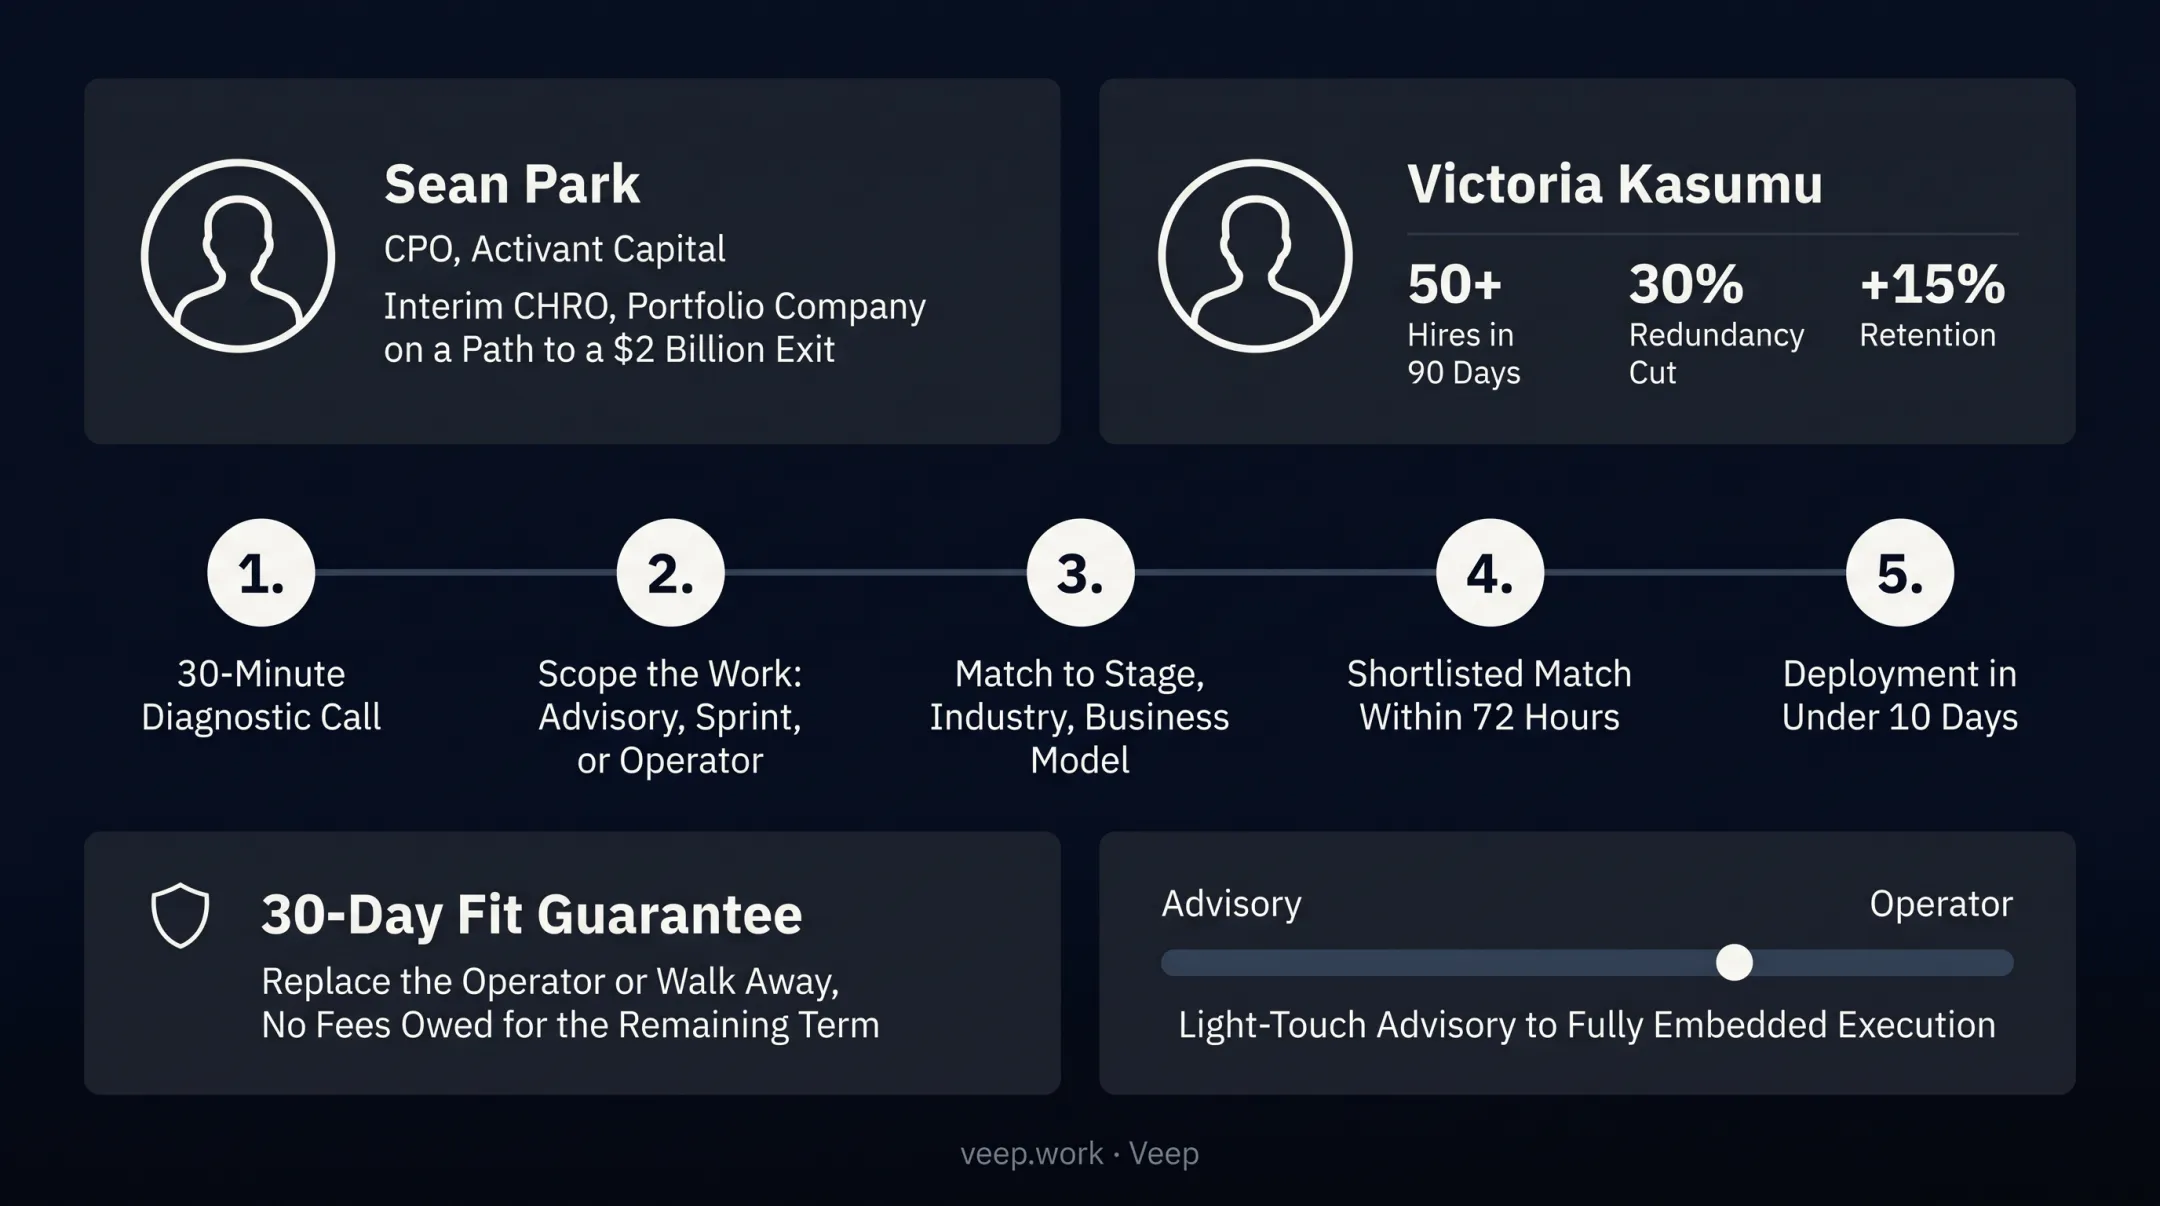 Sean Park
CPO, Activant Capital
Interim CHRO, Portfolio Company
on a Path to a $2 Billion Exit
Victoria Kasumu
50+
Hires in
90 Days
30%
Redundancy
Cut
+15%
Retention
1.
30-Minute
Diagnostic Call
2.
Scope the Work:
Advisory, Sprint,
or Operator
3.
Match to Stage,
Industry, Business
Model
4.
Shortlisted Match
Within 72 Hours
5.
Deployment in
Under 10 Days
30-Day Fit Guarantee
Replace the Operator or Walk Away,
No Fees Owed for the Remaining Term
Advisory
Operator
Light-Touch Advisory to Fully Embedded Execution
veep.work · Veep